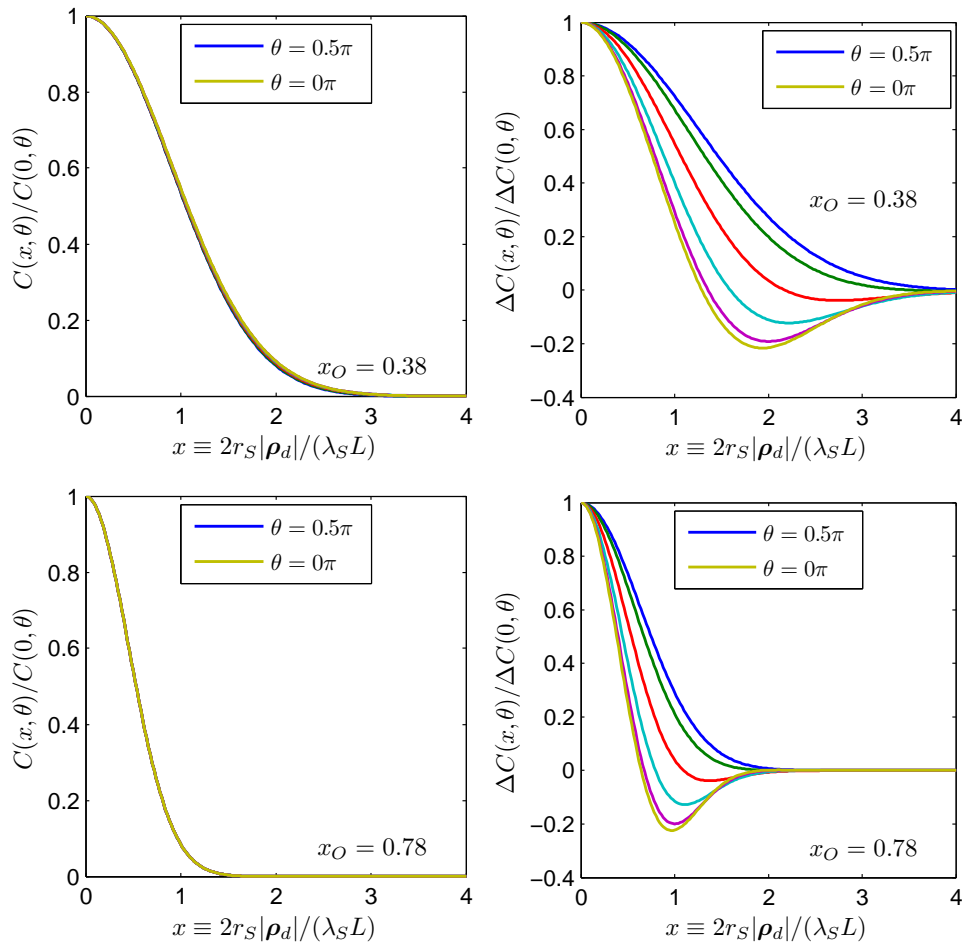 1
0.8
0.6
0.4
0.2
0
0
1
2
3
4
C(x, θ)/C(0, θ)
x ≡ 2r_S|ρ_d|/(λ_S L)
θ = 0.5π
θ = 0π
x_O = 0.38
1
0.8
0.6
0.4
0.2
0
−0.2
−0.4
0
1
2
3
4
ΔC(x, θ)/ΔC(0, θ)
x ≡ 2r_S|ρ_d|/(λ_S L)
θ = 0.5π
θ = 0π
x_O = 0.38
1
0.8
0.6
0.4
0.2
0
0
1
2
3
4
C(x, θ)/C(0, θ)
x ≡ 2r_S|ρ_d|/(λ_S L)
θ = 0.5π
θ = 0π
x_O = 0.78
1
0.8
0.6
0.4
0.2
0
−0.2
−0.4
0
1
2
3
4
ΔC(x, θ)/ΔC(0, θ)
x ≡ 2r_S|ρ_d|/(λ_S L)
θ = 0.5π
θ = 0π
x_O = 0.78